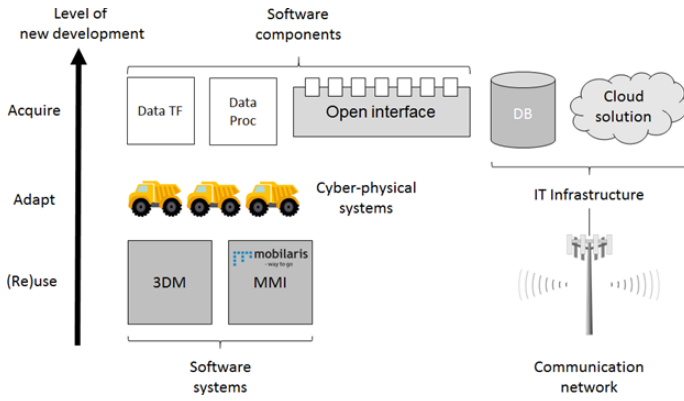 Level of
new development
Software
components
Acquire
Data TF
Data
Proc
Open interface
DB
Cloud
solution
Adapt
Cyber-physical
systems
IT Infrastructure
(Re)use
3DM
mobilaris
- way to go
MMI
Software
systems
Communication
network